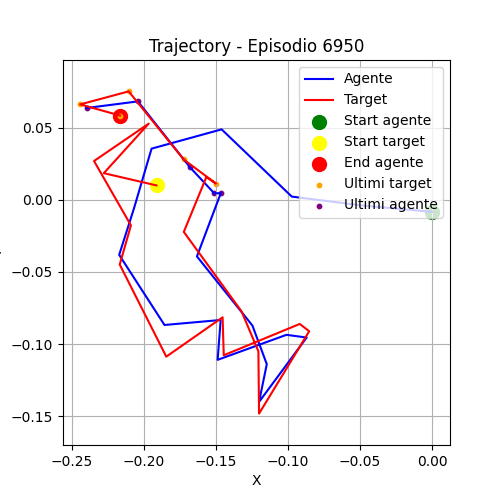 Trajectory - Episodio 6950
Agente
Target
Start agente
Start target
End agente
Ultimi target
Ultimi agente
0.05
0.00
−0.05
−0.10
−0.15
−0.25
−0.20
−0.15
−0.10
−0.05
0.00
X